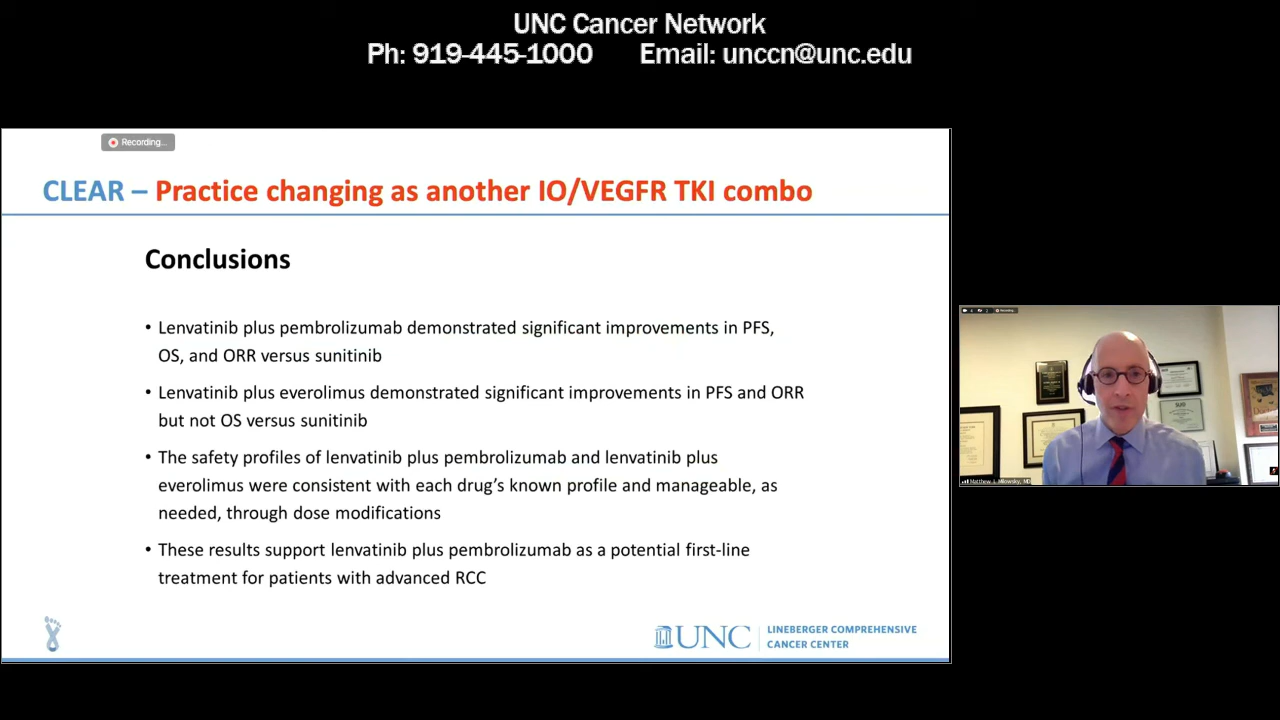 UNC Cancer Network
Ph: 919-445-1000 Email: unccn@unc.edu
Recording...
CLEAR – Practice changing as another IO/VEGFR TKI combo
Conclusions
• Lenvatinib plus pembrolizumab demonstrated significant improvements in PFS,
OS, and ORR versus sunitinib
• Lenvatinib plus everolimus demonstrated significant improvements in PFS and ORR
but not OS versus sunitinib
• The safety profiles of lenvatinib plus pembrolizumab and lenvatinib plus
everolimus were consistent with each drug's known profile and manageable, as
needed, through dose modifications
• These results support lenvatinib plus pembrolizumab as a potential first-line
treatment for patients with advanced RCC
UNC LINEBERGER COMPREHENSIVE
CANCER CENTER
Matthew I. Milowsky, MD